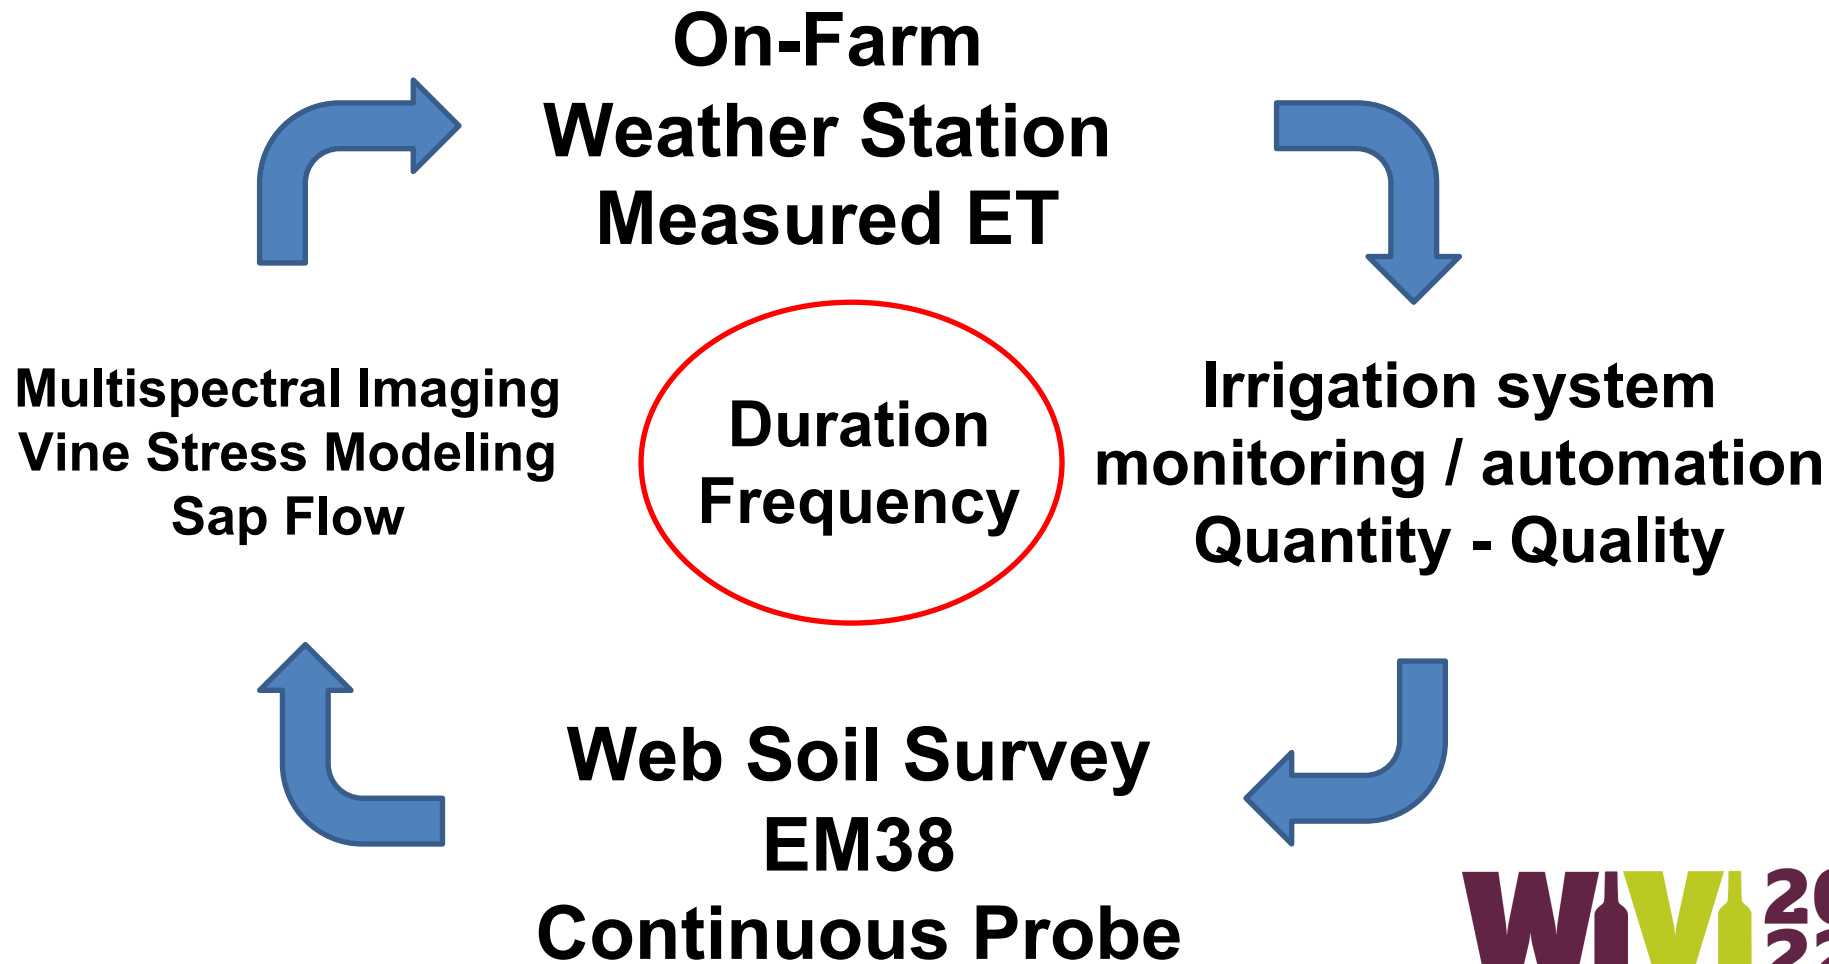 On-Farm
Weather Station
Measured ET
Multispectral Imaging
Vine Stress Modeling
Sap Flow
Duration
Frequency
Irrigation system
monitoring / automation
Quantity - Quality
Web Soil Survey
EM38
Continuous Probe
WiVi